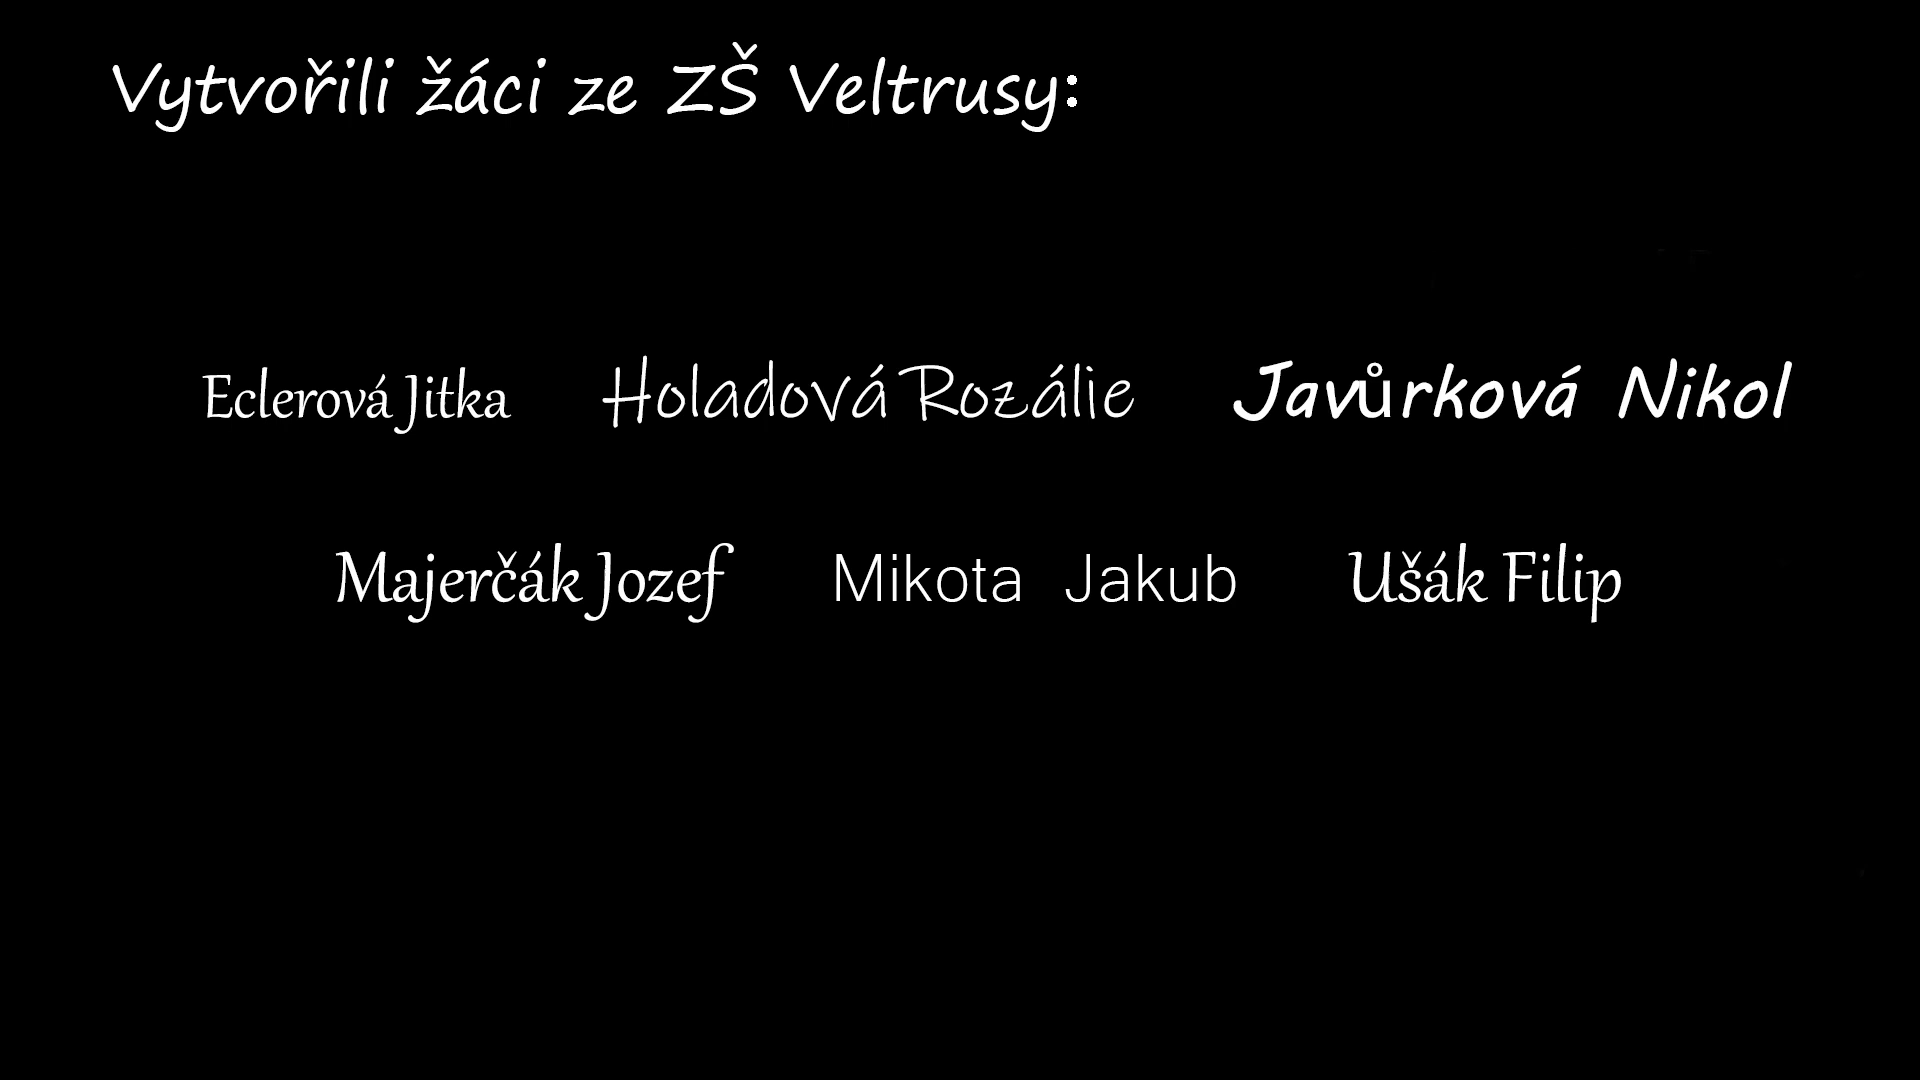 Vytvořili žáci ze ZŠ Veltrusy:
Eclerová Jitka Holadová Rozálie Javůrková Nikol
Majerčák Jozef Mikota Jakub Ušák Filip